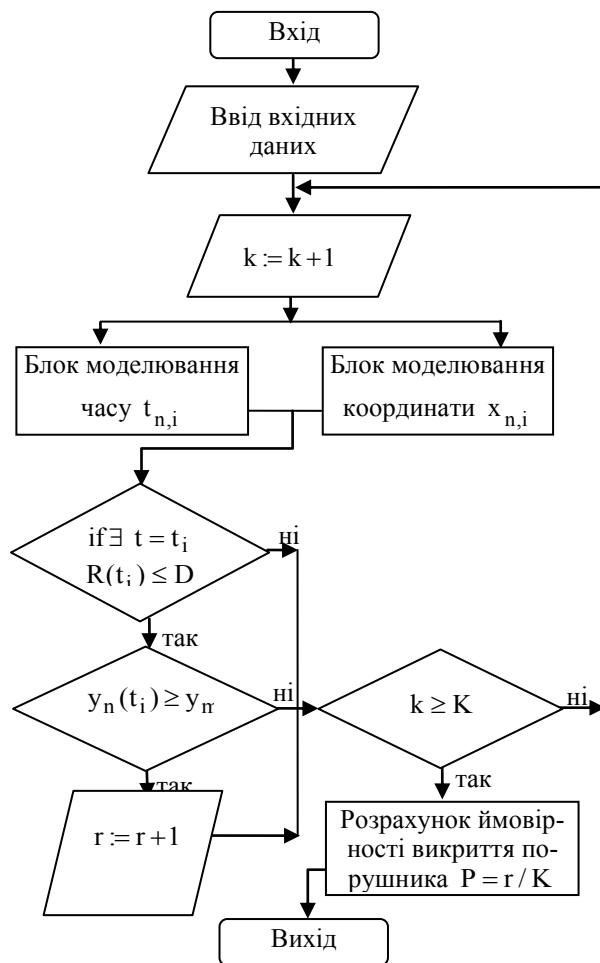 Вхід
Ввід вхідних
даних
k := k + 1
Блок моделювання
часу t_{n,i}
Блок моделювання
координати x_{n,i}
if ∃ t = t_i
R(t_i) ≤ D
ні
так
y_n(t_i) ≥ y_m
ні
k ≥ K
ні
так
так
r := r + 1
Розрахунок ймовір-
ності викриття по-
рушника P = r / K
Вихід